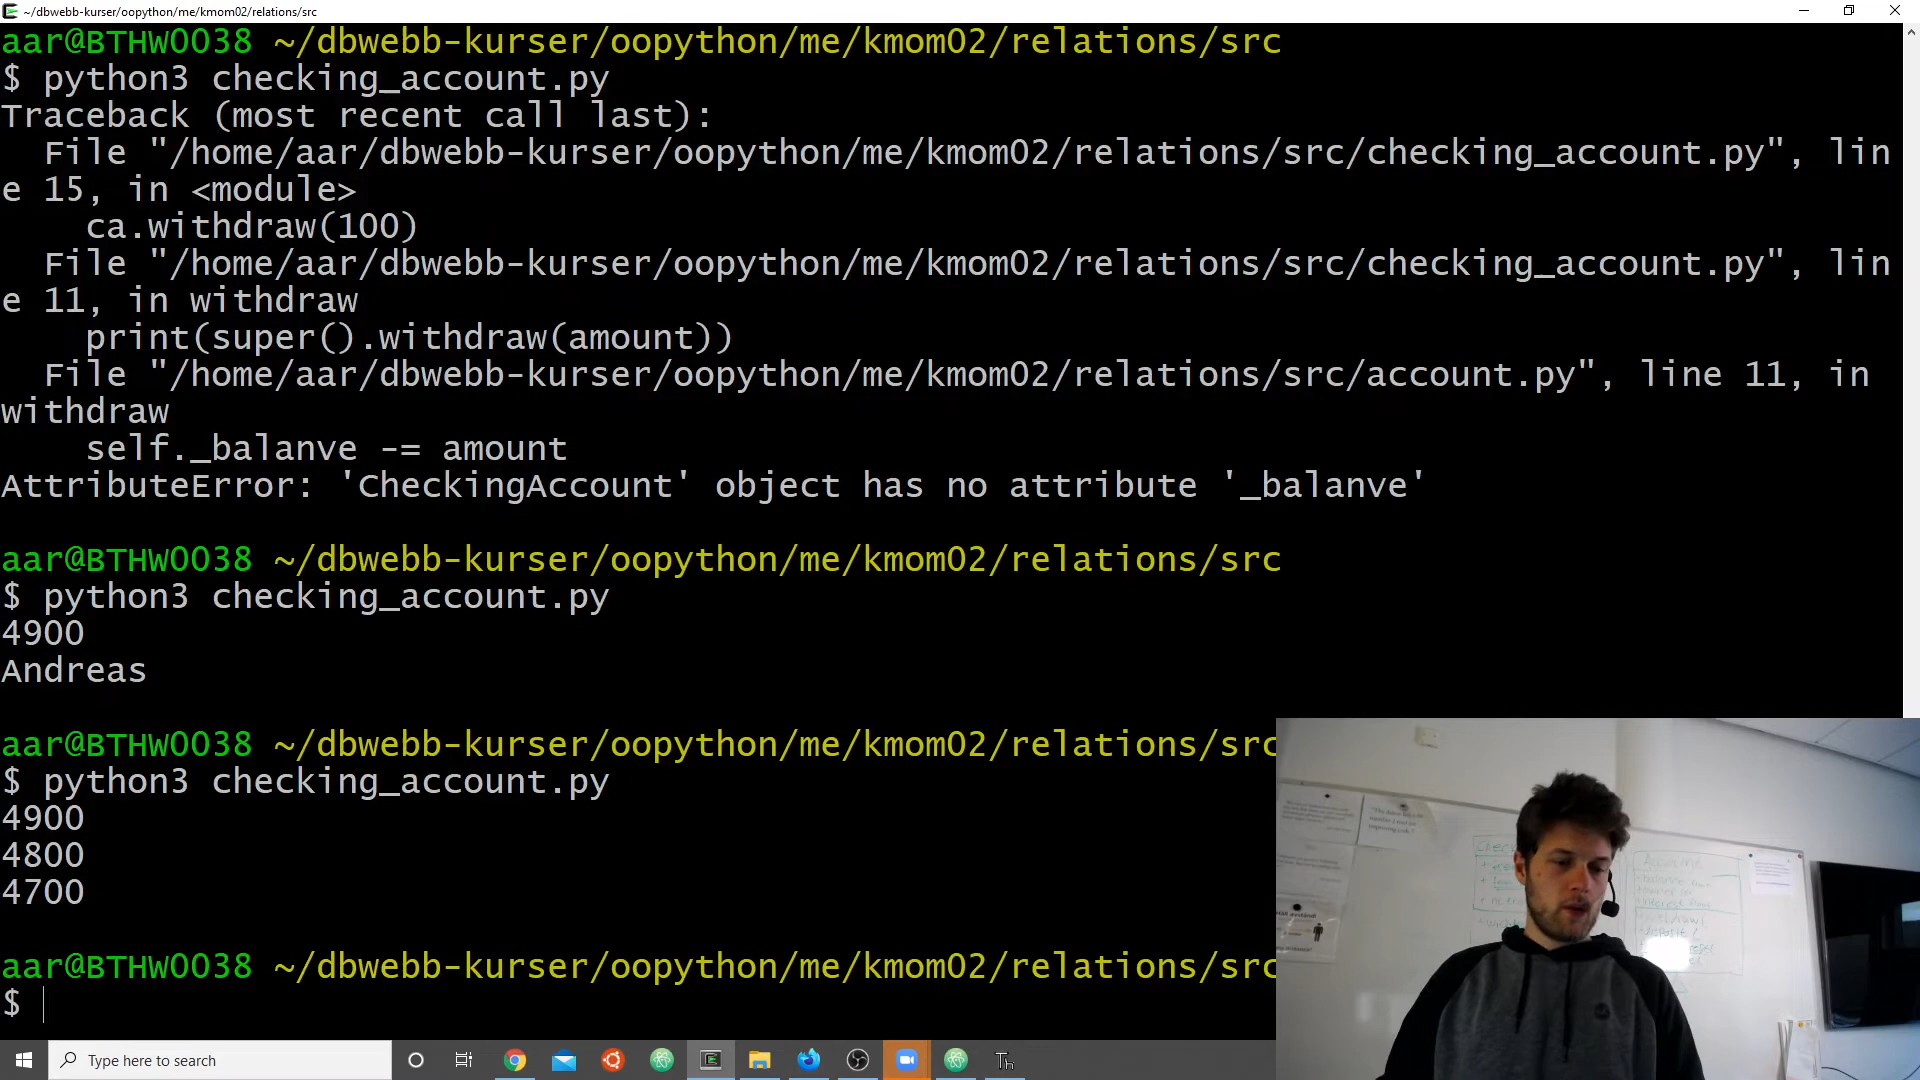 ~/dbwebb-kurser/oopython/me/kmom02/relations/src
aar@BTHW0038 ~/dbwebb-kurser/oopython/me/kmom02/relations/src
$ python3 checking_account.py
Traceback (most recent call last):
  File "/home/aar/dbwebb-kurser/oopython/me/kmom02/relations/src/checking_account.py", lin
e 15, in <module>
    ca.withdraw(100)
  File "/home/aar/dbwebb-kurser/oopython/me/kmom02/relations/src/checking_account.py", lin
e 11, in withdraw
    print(super().withdraw(amount))
  File "/home/aar/dbwebb-kurser/oopython/me/kmom02/relations/src/account.py", line 11, in
withdraw
    self._balanve -= amount
AttributeError: 'CheckingAccount' object has no attribute '_balanve'
aar@BTHW0038 ~/dbwebb-kurser/oopython/me/kmom02/relations/src
$ python3 checking_account.py
4900
Andreas
aar@BTHW0038 ~/dbwebb-kurser/oopython/me/kmom02/relations/src
$ python3 checking_account.py
4900
4800
4700
aar@BTHW0038 ~/dbwebb-kurser/oopython/me/kmom02/relations/src
$
Type here to search